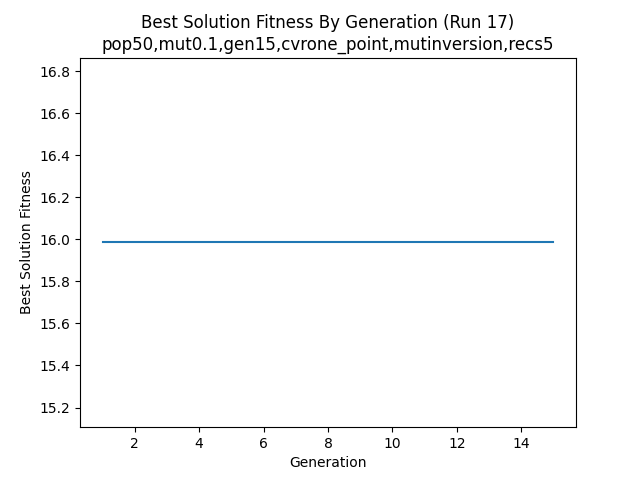 Best Solution Fitness By Generation (Run 17)
pop50,mut0.1,gen15,cvrone_point,mutinversion,recs5
Best Solution Fitness
16.8
16.6
16.4
16.2
16.0
15.8
15.6
15.4
15.2
2 4 6 8 10 12 14
Generation